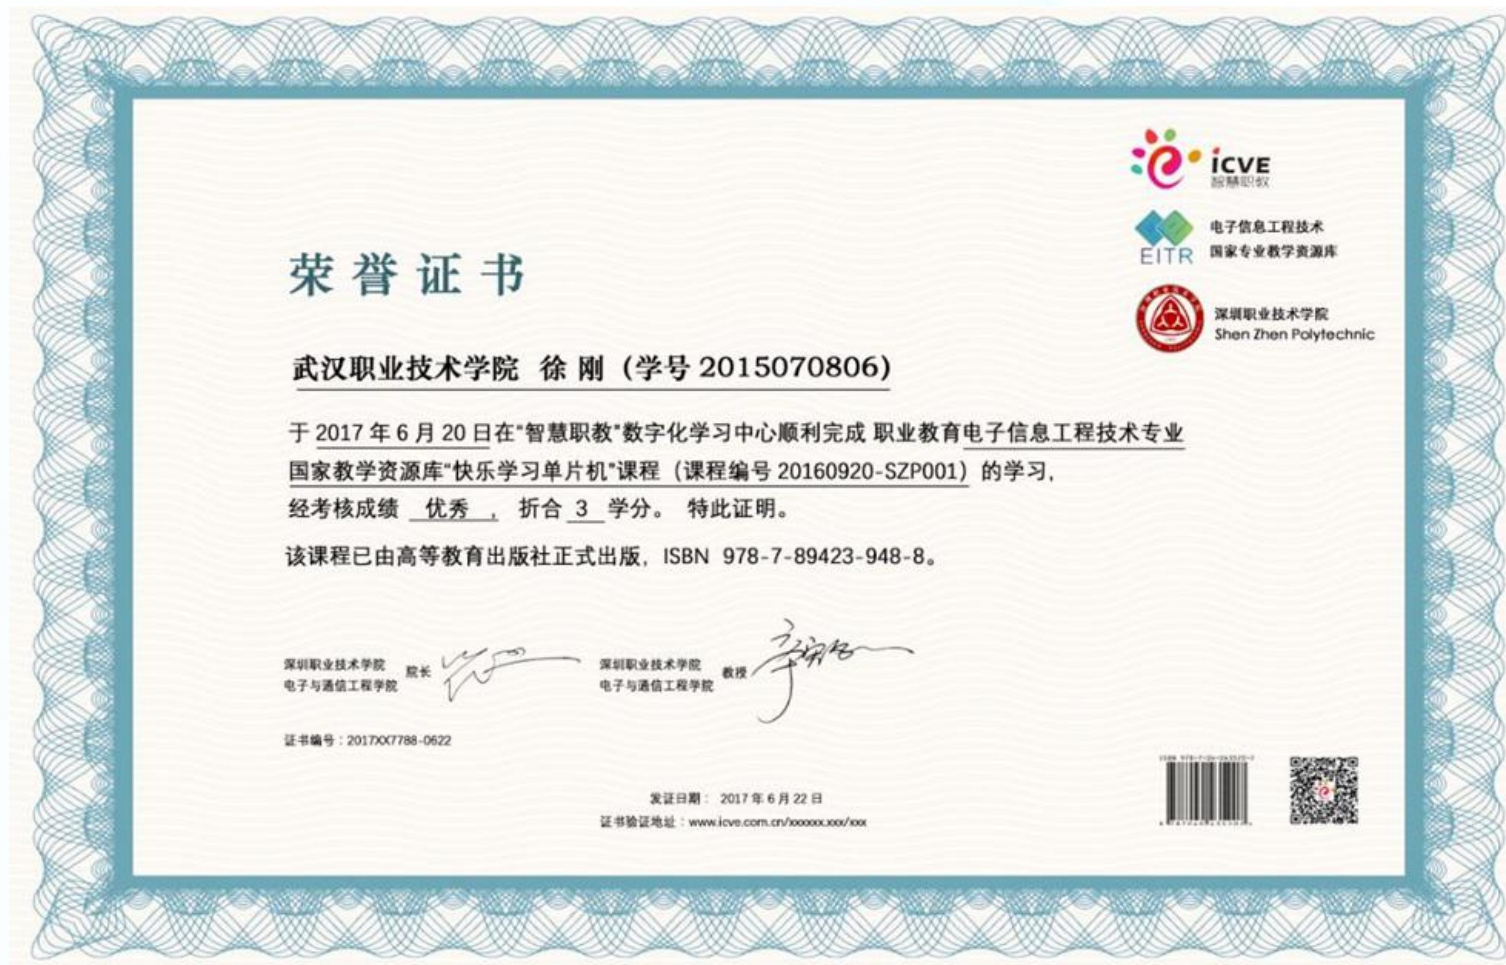 iCVE
智慧职教
EITR
电子信息工程技术
国家专业教学资源库
深圳职业技术学院
Shen Zhen Polytechnic
荣誉证书
武汉职业技术学院 徐 刚（学号 2015070806）
于 2017 年 6 月 20 日在“智慧职教”数字化学习中心顺利完成 职业教育电子信息工程技术专业
国家教学资源库“快乐学习单片机”课程（课程编号 20160920-SZP001）的学习,
经考核成绩 优秀 , 折合 3 学分。 特此证明。
该课程已由高等教育出版社正式出版, ISBN 978-7-89423-948-8。
深圳职业技术学院
电子与通信工程学院 院长
深圳职业技术学院
电子与通信工程学院 教授
证书编号：2017XX7788-0622
发证日期： 2017 年 6 月 22 日
证书验证地址：www.icve.com.cn/xxxxxx.xxx/xxx